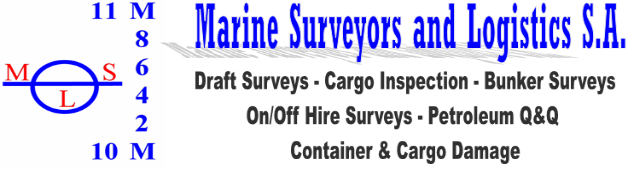 11 M
8
6
4
2
10 M
M S
L
Marine Surveyors and Logistics S.A.
Draft Surveys - Cargo Inspection - Bunker Surveys
On/Off Hire Surveys - Petroleum Q&Q
Container & Cargo Damage